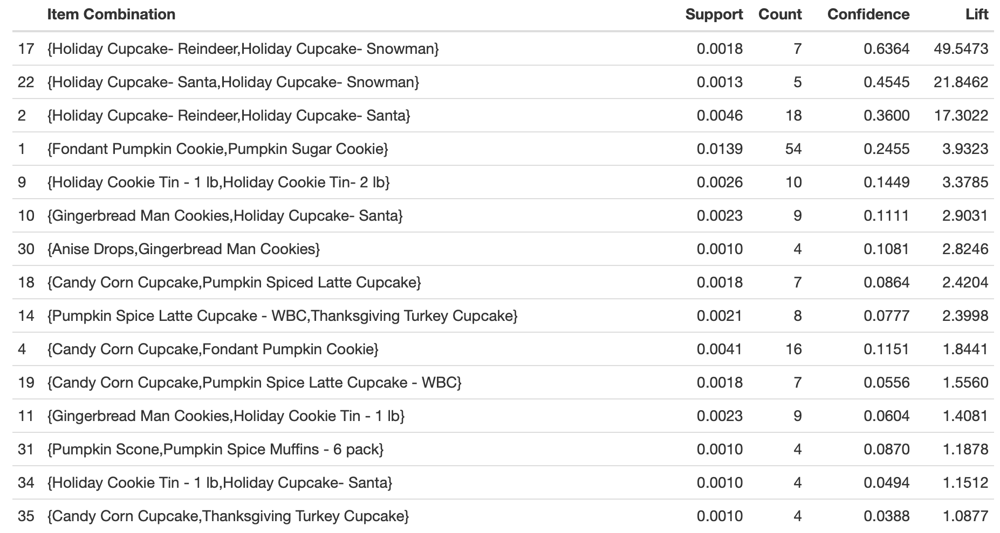 Item Combination Support Count Confidence Lift
17 {Holiday Cupcake- Reindeer,Holiday Cupcake- Snowman} 0.0018 7 0.6364 49.5473
22 {Holiday Cupcake- Santa,Holiday Cupcake- Snowman} 0.0013 5 0.4545 21.8462
2 {Holiday Cupcake- Reindeer,Holiday Cupcake- Santa} 0.0046 18 0.3600 17.3022
1 {Fondant Pumpkin Cookie,Pumpkin Sugar Cookie} 0.0139 54 0.2455 3.9323
9 {Holiday Cookie Tin - 1 lb,Holiday Cookie Tin- 2 lb} 0.0026 10 0.1449 3.3785
10 {Gingerbread Man Cookies,Holiday Cupcake- Santa} 0.0023 9 0.1111 2.9031
30 {Anise Drops,Gingerbread Man Cookies} 0.0010 4 0.1081 2.8246
18 {Candy Corn Cupcake,Pumpkin Spiced Latte Cupcake} 0.0018 7 0.0864 2.4204
14 {Pumpkin Spice Latte Cupcake - WBC,Thanksgiving Turkey Cupcake} 0.0021 8 0.0777 2.3998
4 {Candy Corn Cupcake,Fondant Pumpkin Cookie} 0.0041 16 0.1151 1.8441
19 {Candy Corn Cupcake,Pumpkin Spice Latte Cupcake - WBC} 0.0018 7 0.0556 1.5560
11 {Gingerbread Man Cookies,Holiday Cookie Tin - 1 lb} 0.0023 9 0.0604 1.4081
31 {Pumpkin Scone,Pumpkin Spice Muffins - 6 pack} 0.0010 4 0.0870 1.1878
34 {Holiday Cookie Tin - 1 lb,Holiday Cupcake- Santa} 0.0010 4 0.0494 1.1512
35 {Candy Corn Cupcake,Thanksgiving Turkey Cupcake} 0.0010 4 0.0388 1.0877